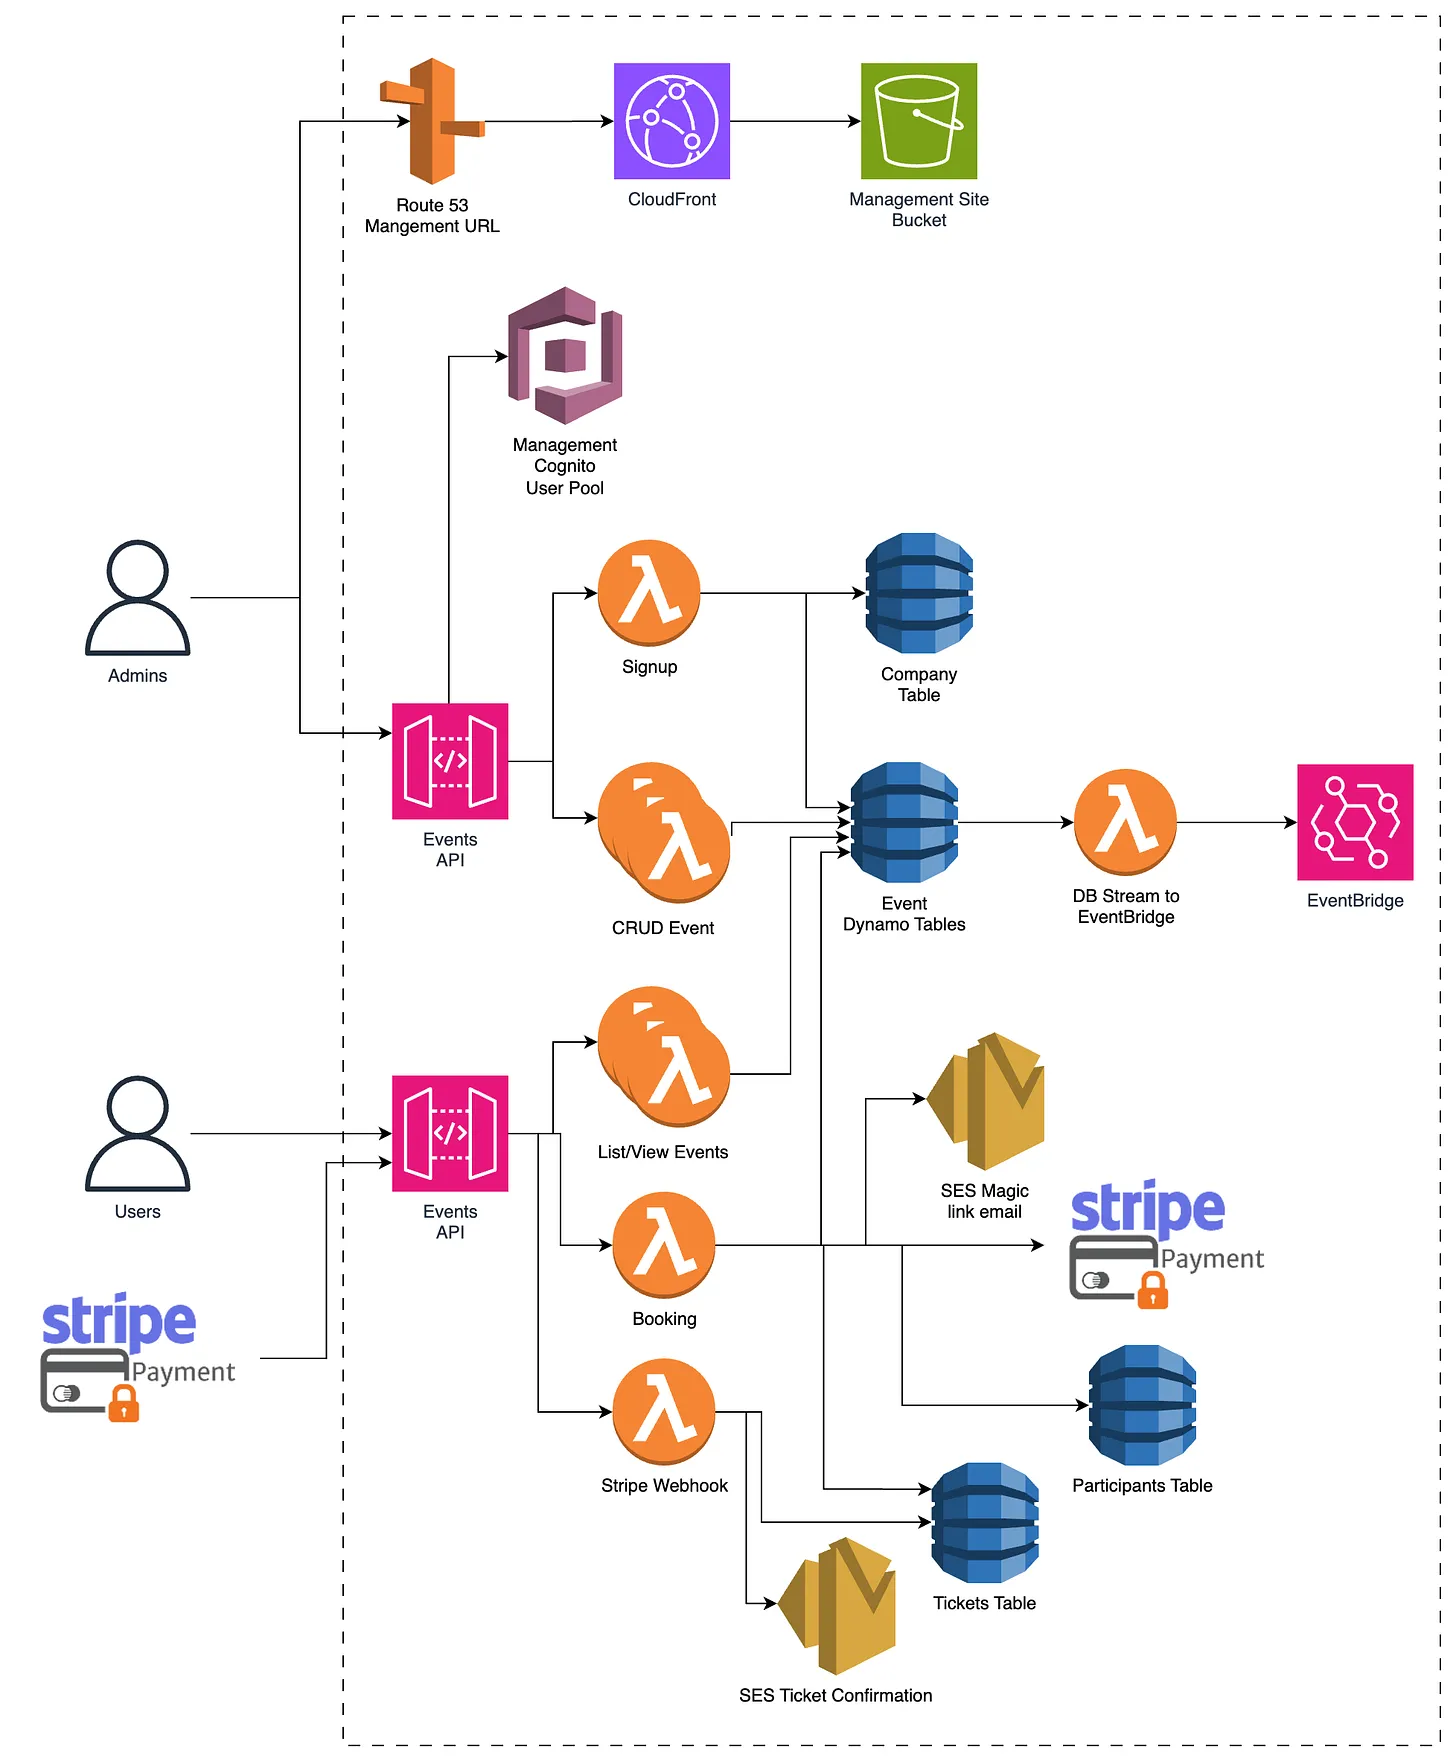 Route 53
Mangement URL
CloudFront
Management Site
Bucket
Management
Cognito
User Pool
Admins
Signup
Company
Table
Events
API
CRUD Event
Event
Dynamo Tables
DB Stream to
EventBridge
EventBridge
Users
Events
API
List/View Events
SES Magic
link email
stripe
Payment
Booking
stripe
Payment
Stripe Webhook
Participants Table
Tickets Table
SES Ticket Confirmation